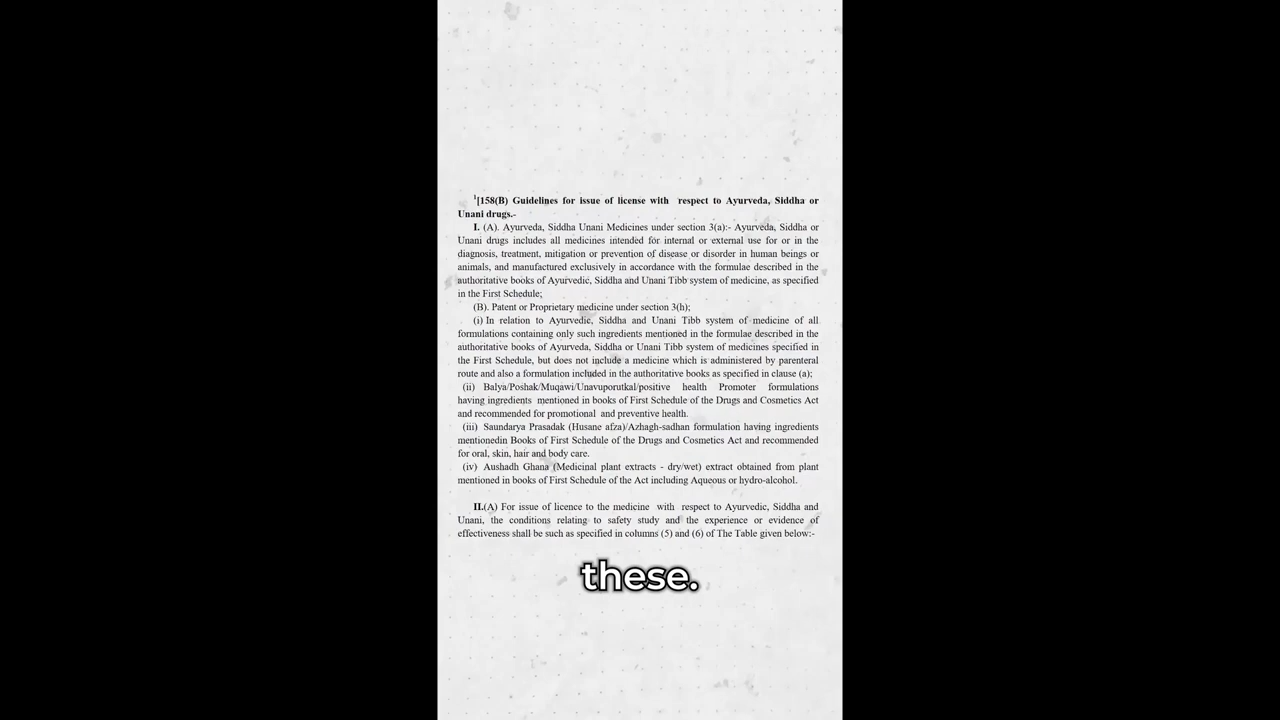 1[158(B) Guidelines for issue of license with respect to Ayurveda, Siddha or
Unani drugs.-
I. (A). Ayurveda, Siddha Unani Medicines under section 3(a):- Ayurveda, Siddha or
Unani drugs includes all medicines intended for internal or external use for or in the
diagnosis, treatment, mitigation or prevention of disease or disorder in human beings or
animals, and manufactured exclusively in accordance with the formulae described in the
authoritative books of Ayurvedic, Siddha and Unani Tibb system of medicine, as specified
in the First Schedule;
(B). Patent or Proprietary medicine under section 3(h);
(i) In relation to Ayurvedic, Siddha and Unani Tibb system of medicine of all
formulations containing only such ingredients mentioned in the formulae described in the
authoritative books of Ayurveda, Siddha or Unani Tibb system of medicines specified in
the First Schedule, but does not include a medicine which is administered by parenteral
route and also a formulation included in the authoritative books as specified in clause (a);
(ii) Balya/Poshak/Muqawi/Unavuporutkal/positive health Promoter formulations
having ingredients mentioned in books of First Schedule of the Drugs and Cosmetics Act
and recommended for promotional and preventive health.
(iii) Saundarya Prasadak (Husane afza)/Azhagh-sadhan formulation having ingredients
mentionedin Books of First Schedule of the Drugs and Cosmetics Act and recommended
for oral, skin, hair and body care.
(iv) Aushadh Ghana (Medicinal plant extracts - dry/wet) extract obtained from plant
mentioned in books of First Schedule of the Act including Aqueous or hydro-alcohol.
II.(A) For issue of licence to the medicine with respect to Ayurvedic, Siddha and
Unani, the conditions relating to safety study and the experience or evidence of
effectiveness shall be such as specified in columns (5) and (6) of The Table given below:-
these.